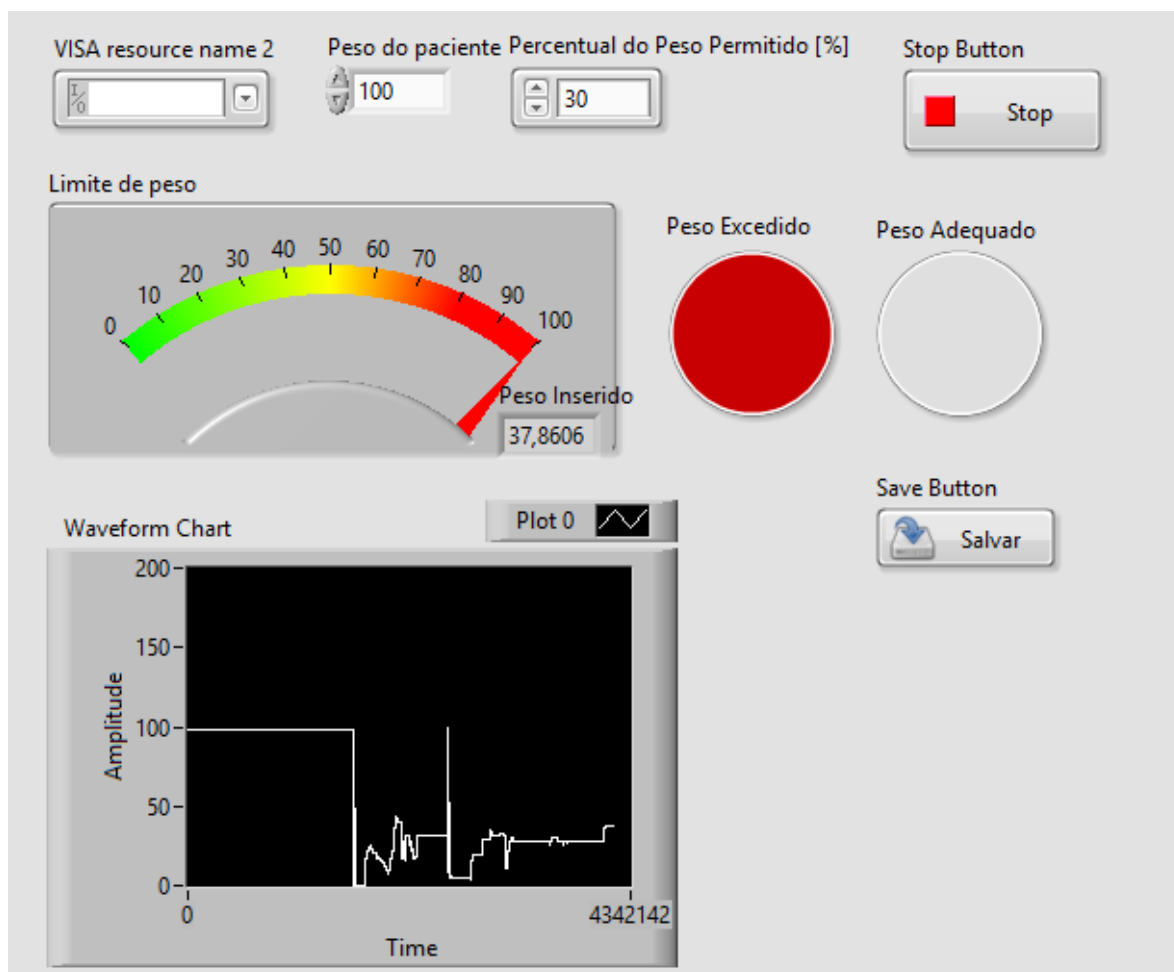 VISA resource name 2
Peso do paciente
Percentual do Peso Permitido [%]
Stop Button
I/O
100
30
Stop
Limite de peso
0
10
20
30
40
50
60
70
80
90
100
Peso Inserido
37,8606
Peso Excedido
Peso Adequado
Save Button
Salvar
Waveform Chart
Plot 0
200
150
100
50
0
Amplitude
0
4342142
Time